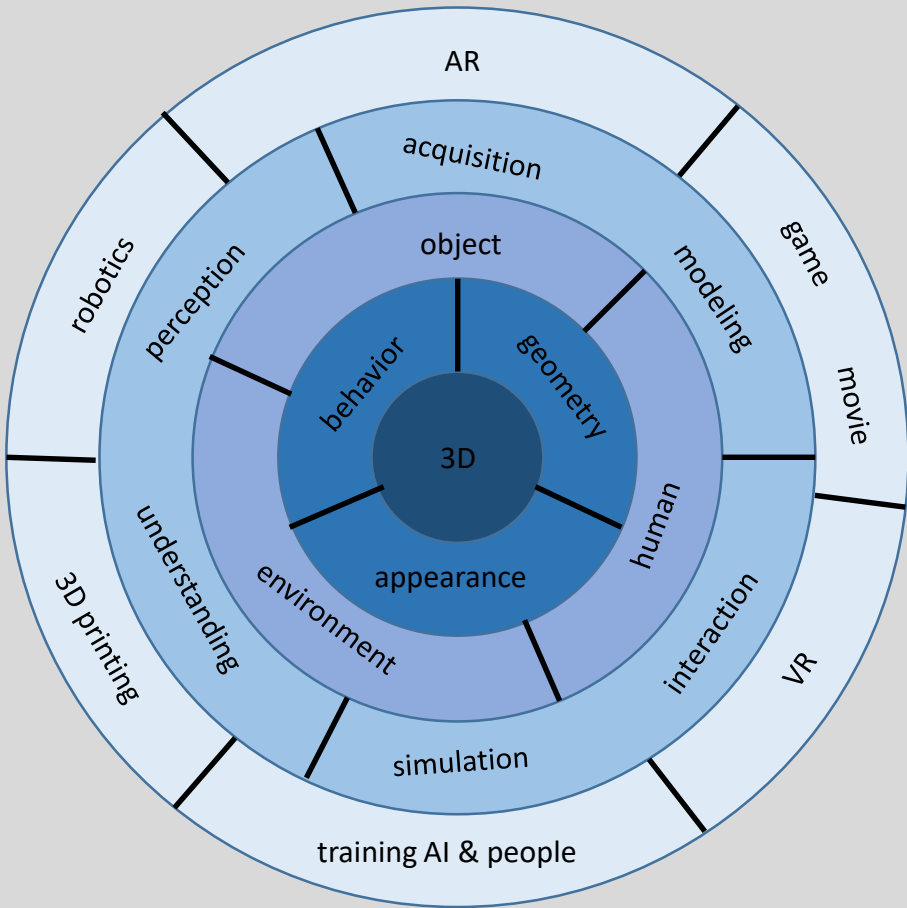 AR
acquisition
object
game
modeling
robotics
perception
behavior
geometry
movie
3D
human
understanding
appearance
environment
interaction
3D printing
VR
simulation
training AI & people